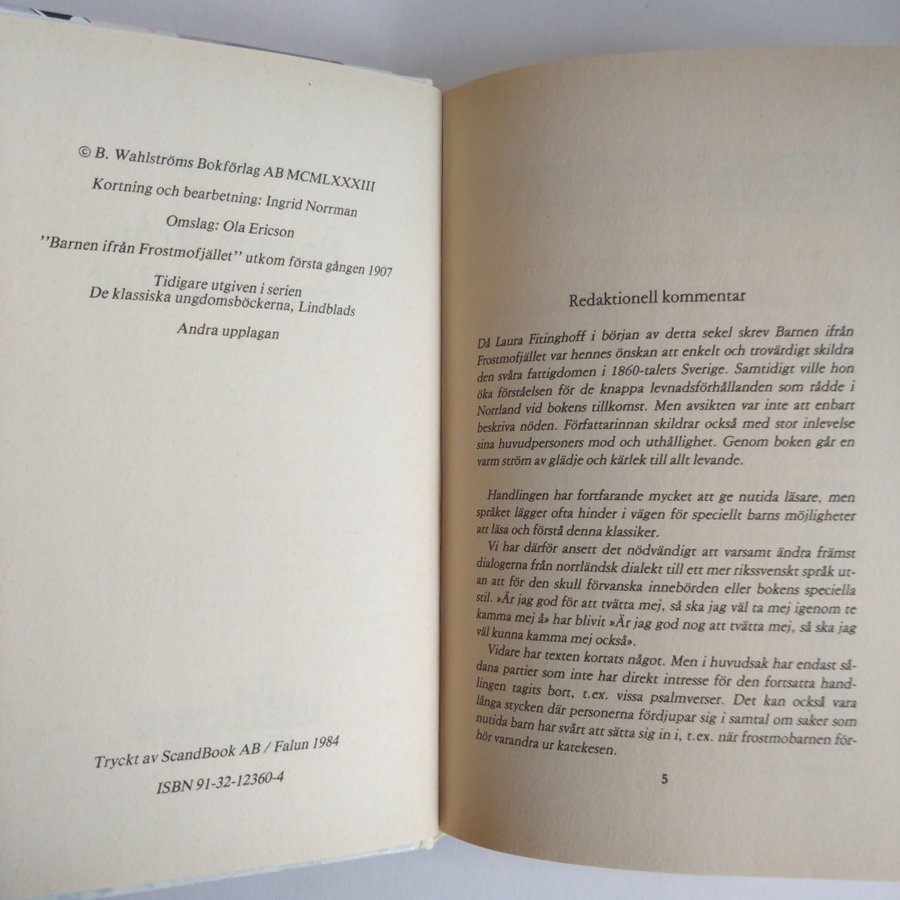 © B. Wahlströms Bokförlag AB MCMLXXXIII
Kortning och bearbetning: Ingrid Norrman
Omslag: Ola Ericson
"Barnen ifrån Frostmofjället" utkom första gången 1907
Tidigare utgiven i serien
De klassiska ungdomsböckerna, Lindblads
Andra upplagan
Tryckt av ScandBook AB / Falun 1984
ISBN 91-32-12360-4
Redaktionell kommentar
Då Laura Fitinghoff i början av detta sekel skrev Barnen ifrån
Frostmofjället var hennes önskan att enkelt och trovärdigt skildra
den svåra fattigdomen i 1860-talets Sverige. Samtidigt ville hon
öka förståelsen för de knappa levnadsförhållanden som rådde i
Norrland vid bokens tillkomst. Men avsikten var inte att enbart
beskriva nöden. Författarinnan skildrar också med stor inlevelse
sina huvudpersoners mod och uthållighet. Genom boken går en
varm ström av glädje och kärlek till allt levande.
Handlingen har fortfarande mycket att ge nutida läsare, men
språket lägger ofta hinder i vägen för speciellt barns möjligheter
att läsa och förstå denna klassiker.
Vi har därför ansett det nödvändigt att varsamt ändra främst
dialogerna från norrländsk dialekt till ett mer rikssvenskt språk ut-
an att för den skull förvanska innebörden eller bokens speciella
stil. »Är jag god för att tvätta mej, så ska jag väl ta mej igenom te
kamma mej å» har blivit »Är jag god nog att tvätta mej, så ska jag
väl kunna kamma mej också».
Vidare har texten kortats något. Men i huvudsak har endast så-
dana partier som inte har direkt intresse för den fortsatta hand-
lingen tagits bort, t.ex. vissa psalmverser. Det kan också vara
långa stycken där personerna fördjupar sig i samtal om saker som
nutida barn har svårt att sätta sig in i, t.ex. när frostmobarnen för-
hör varandra ur katekesen.
5